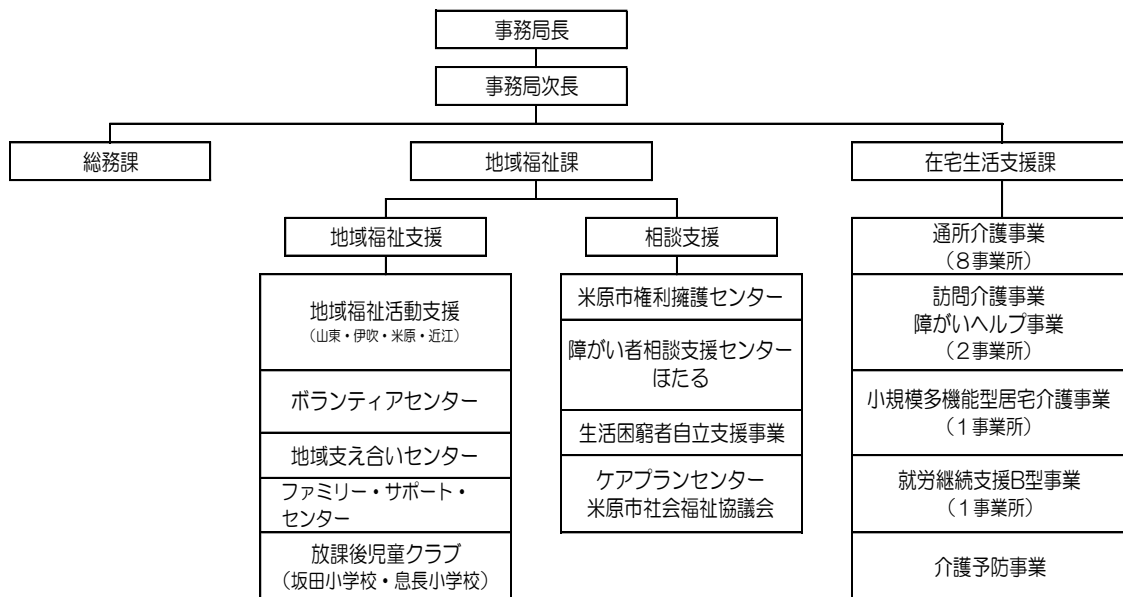 事務局長
事務局次長
総務課
地域福祉課
在宅生活支援課
地域福祉支援
相談支援
地域福祉活動支援
（山東・伊吹・米原・近江）
ボランティアセンター
地域支え合いセンター
ファミリー・サポート・
センター
放課後児童クラブ
（坂田小学校・息長小学校）
米原市権利擁護センター
障がい者相談支援センター
ほたる
生活困窮者自立支援事業
ケアプランセンター
米原市社会福祉協議会
通所介護事業
（８事業所）
訪問介護事業
障がいヘルプ事業
（２事業所）
小規模多機能型居宅介護事業
（１事業所）
就労継続支援B型事業
（１事業所）
介護予防事業